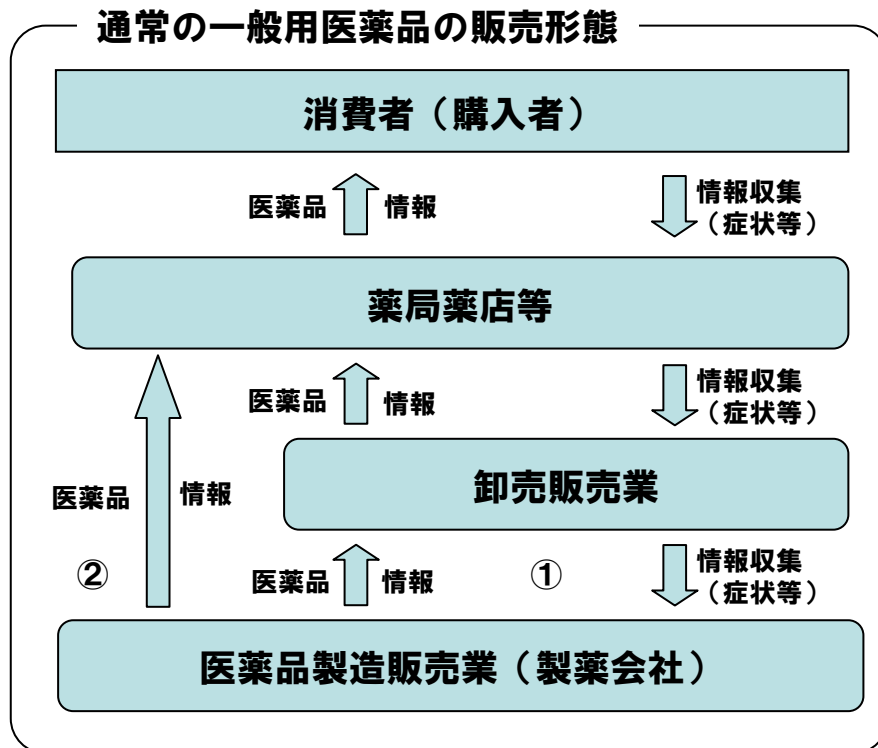 通常の一般用医薬品の販売形態
消費者（購入者）
医薬品 情報
情報収集
（症状等）
薬局薬店等
医薬品 情報
情報収集
（症状等）
卸売販売業
医薬品 情報
②
医薬品 情報
①
情報収集
（症状等）
医薬品製造販売業（製薬会社）